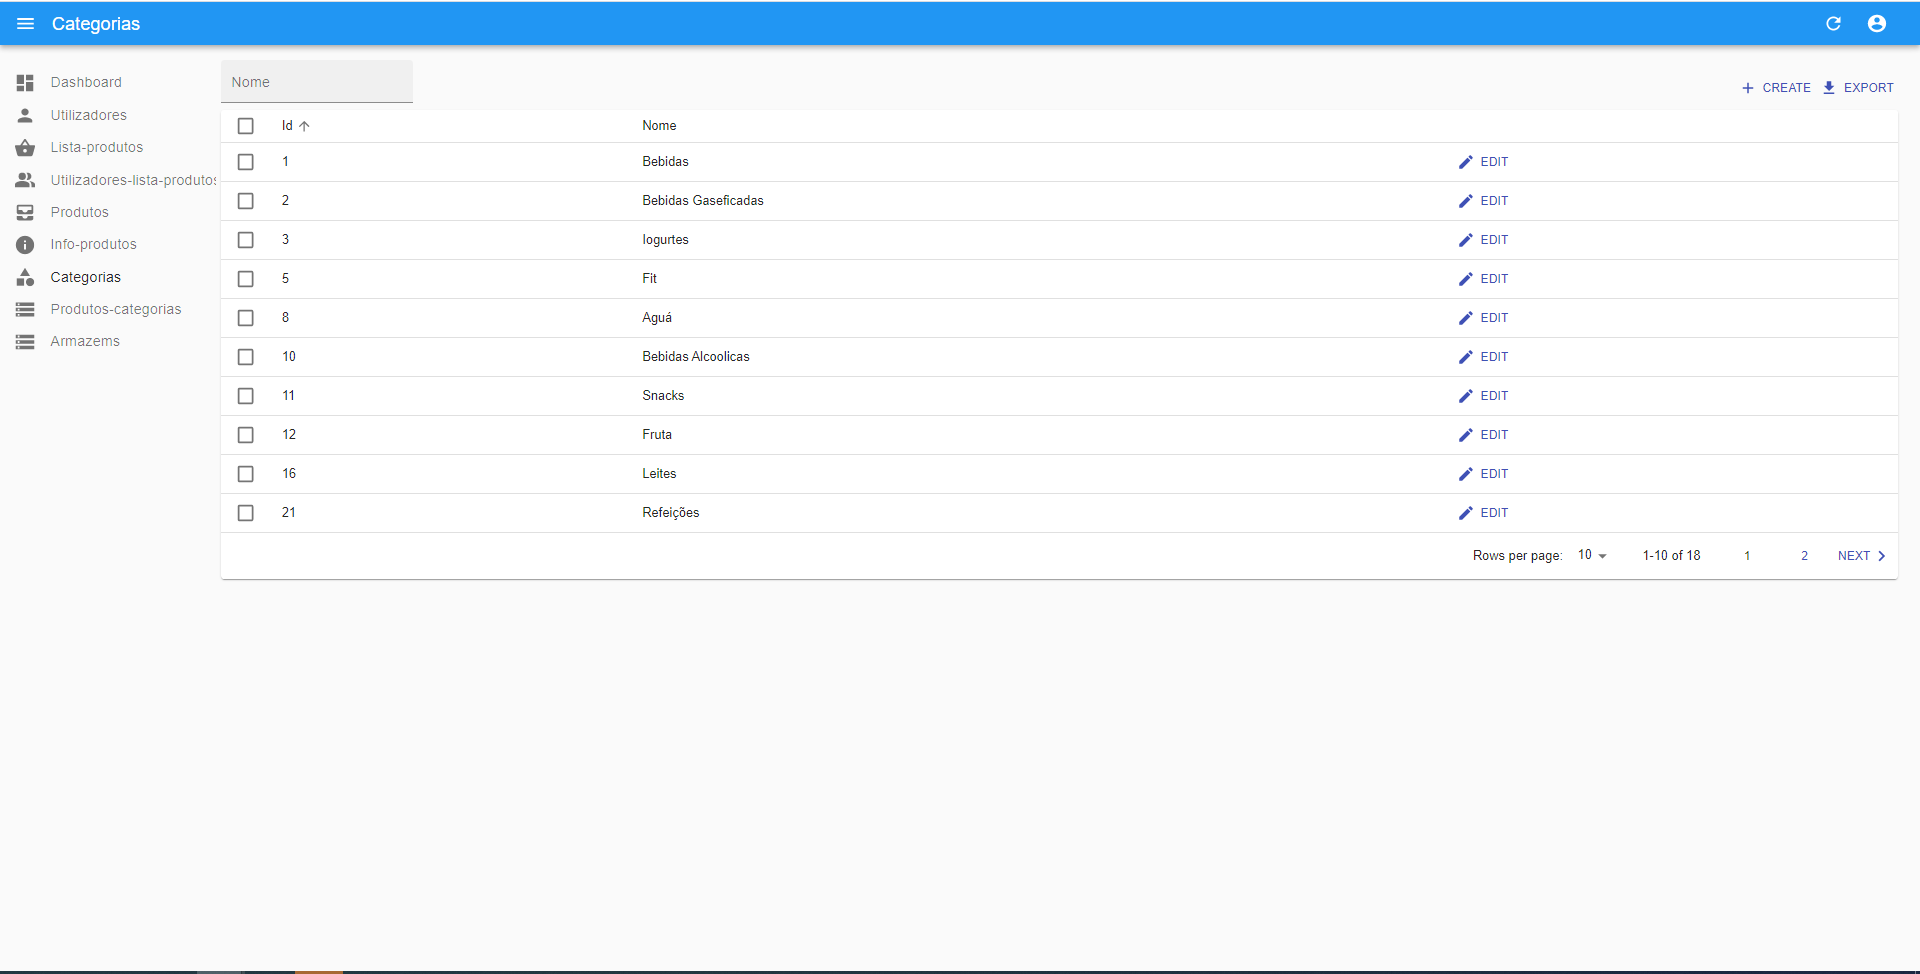 Categorias
Dashboard
Utilizadores
Lista-produtos
Utilizadores-lista-produtos
Produtos
Info-produtos
Categorias
Produtos-categorias
Armazems
Nome
CREATE EXPORT
Id Nome
1 Bebidas EDIT
2 Bebidas Gaseficadas EDIT
3 Iogurtes EDIT
5 Fit EDIT
8 Aguá EDIT
10 Bebidas Alcoolicas EDIT
11 Snacks EDIT
12 Fruta EDIT
16 Leites EDIT
21 Refeições EDIT
Rows per page: 10 1-10 of 18 1 2 NEXT